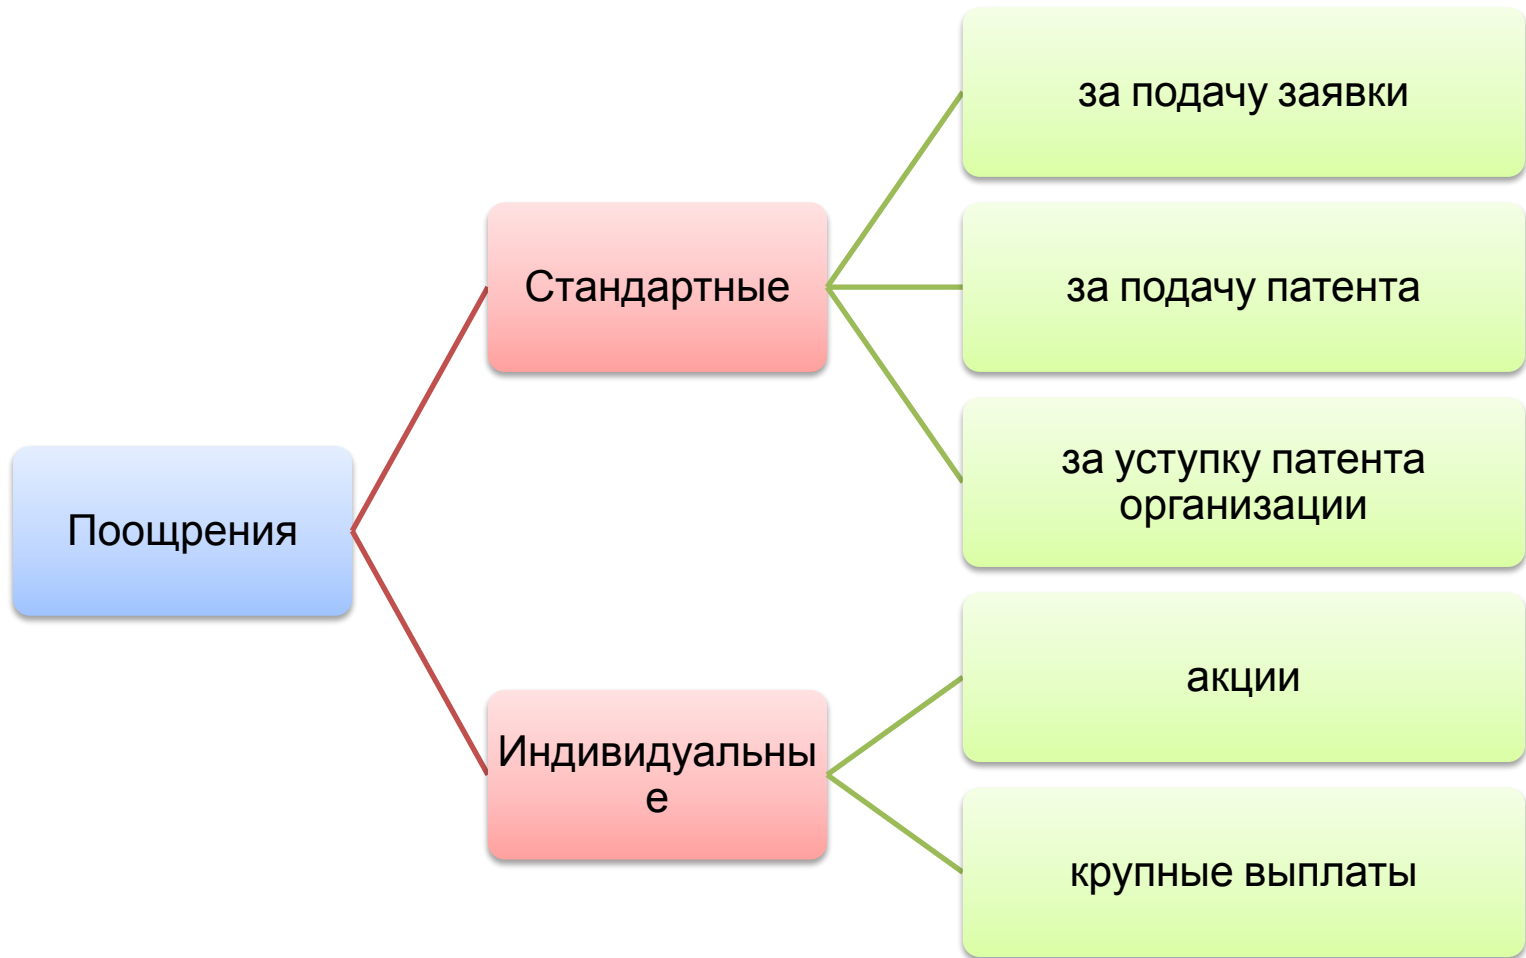 Поощрения
Стандартные
за подачу заявки
за подачу патента
за уступку патента
организации
Индивидуальны
е
акции
крупные выплаты